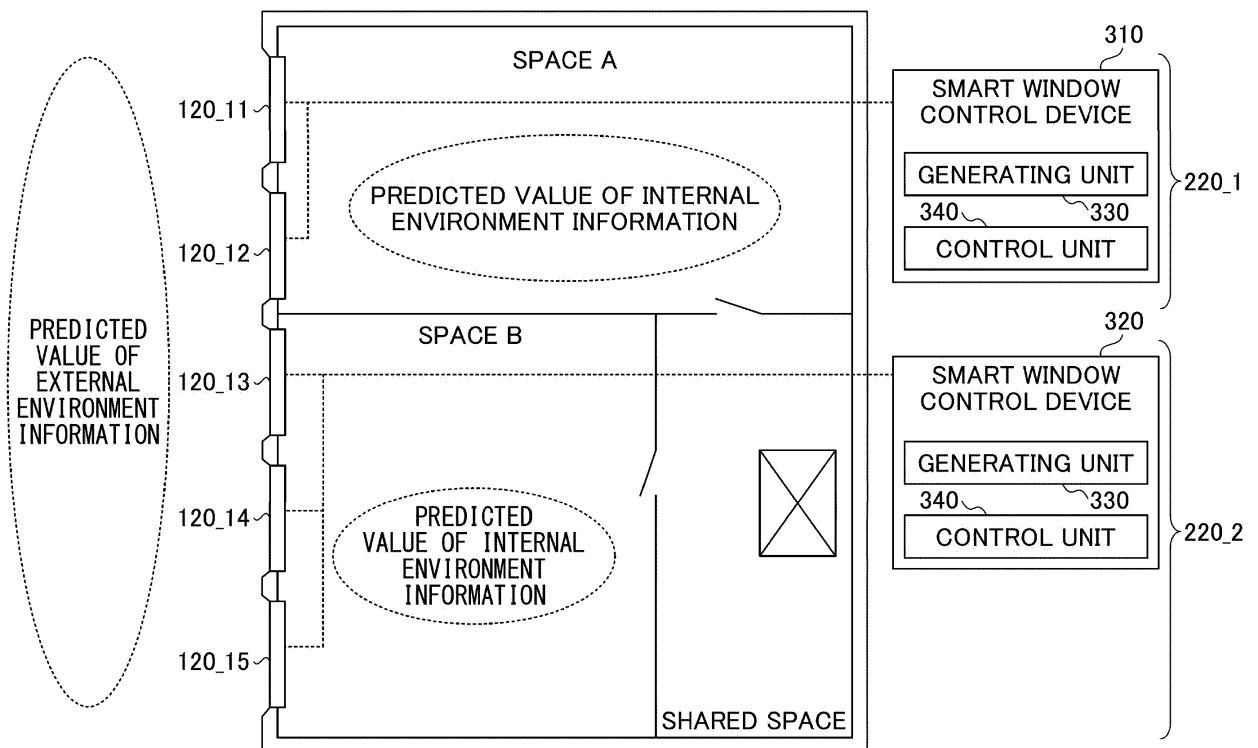 SPACE A
120_11
PREDICTED VALUE OF INTERNAL
ENVIRONMENT INFORMATION
120_12
310
SMART WINDOW
CONTROL DEVICE
GENERATING UNIT
340
330
CONTROL UNIT
220_1
PREDICTED
VALUE OF
EXTERNAL
ENVIRONMENT
INFORMATION
SPACE B
120_13
120_14
PREDICTED
VALUE OF INTERNAL
ENVIRONMENT
INFORMATION
120_15
SHARED SPACE
320
SMART WINDOW
CONTROL DEVICE
GENERATING UNIT
340
330
CONTROL UNIT
220_2